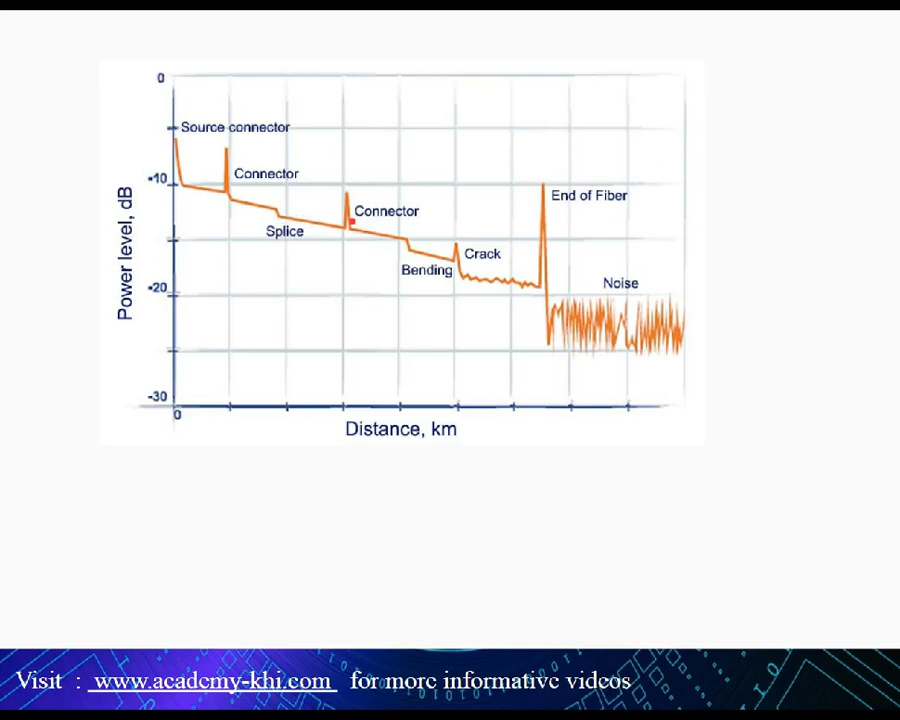 0
Source connector
-10
Connector
End of Fiber
Connector
Splice
Crack
Bending
Power level, dB
-20
Noise
-30
0
Distance, km
Visit : www.academy-khi.com for more informative videos